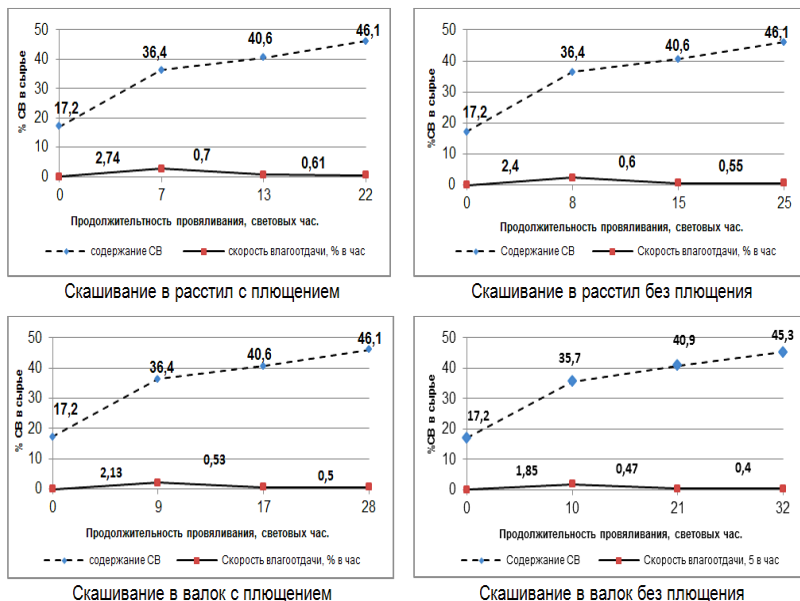 50
40
30
20
10
0
% СВ в сырье
17,2
36,4
40,6
46,1
2,74
0,7
0,61
0 7 13 22
Продолжительтность провяливания, световых час.
содержание СВ скорость влагоотдачи, % в час
Скашивание в расстил с плющением
50
40
30
20
10
0
%СВ в сырье
17,2
36,4
40,6
46,1
2,4
0,6
0,55
0 8 15 25
Продолжительность провяливания, световых час.
Содержание СВ Скорость влагоотдачи, % в час
Скашивание в расстил без плющения
50
40
30
20
10
0
% СВ в сырье
17,2
36,4
40,6
46,1
2,13
0,53
0,5
0 9 17 28
Продолжительность провяливания, световых час.
содержание СВ Скорость влагоотдачи, % в час
Скашивание в валок с плющением
50
40
30
20
10
0
%СВ в сырье
17,2
35,7
40,9
45,3
1,85
0,47
0,4
0 10 21 32
Продолжительность провяливания, световых час.
Содержание СВ Скорость влагоотдачи, 5 в час
Скашивание в валок без плющения